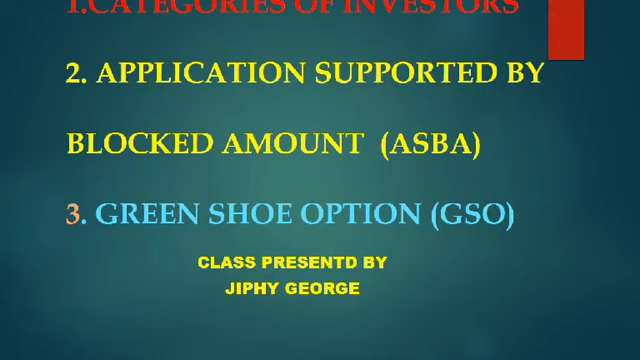 1.CATEGORIES OF INVESTORS
2. APPLICATION SUPPORTED BY
BLOCKED AMOUNT (ASBA)
3. GREEN SHOE OPTION (GSO)
CLASS PRESENTD BY
JIPHY GEORGE